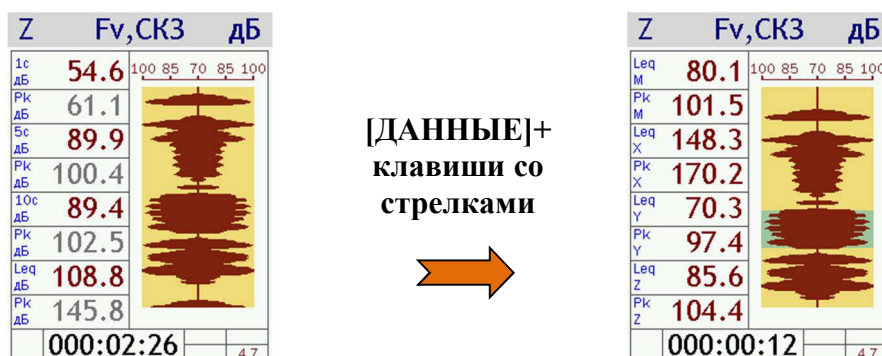 Z Fv,СКЗ дБ
1с дБ 54.6
100 85 70 85 100
Pk дБ 61.1
5с дБ 89.9
Pk дБ 100.4
10с дБ 89.4
Pk дБ 102.5
Leq дБ 108.8
Pk дБ 145.8
000:02:26
4.7
[ДАННЫЕ]+
клавиши со
стрелками
Z Fv,СКЗ дБ
Leq M 80.1
100 85 70 85 100
Pk M 101.5
Leq X 148.3
Pk X 170.2
Leq Y 70.3
Pk Y 97.4
Leq Z 85.6
Pk Z 104.4
000:00:12
4.7